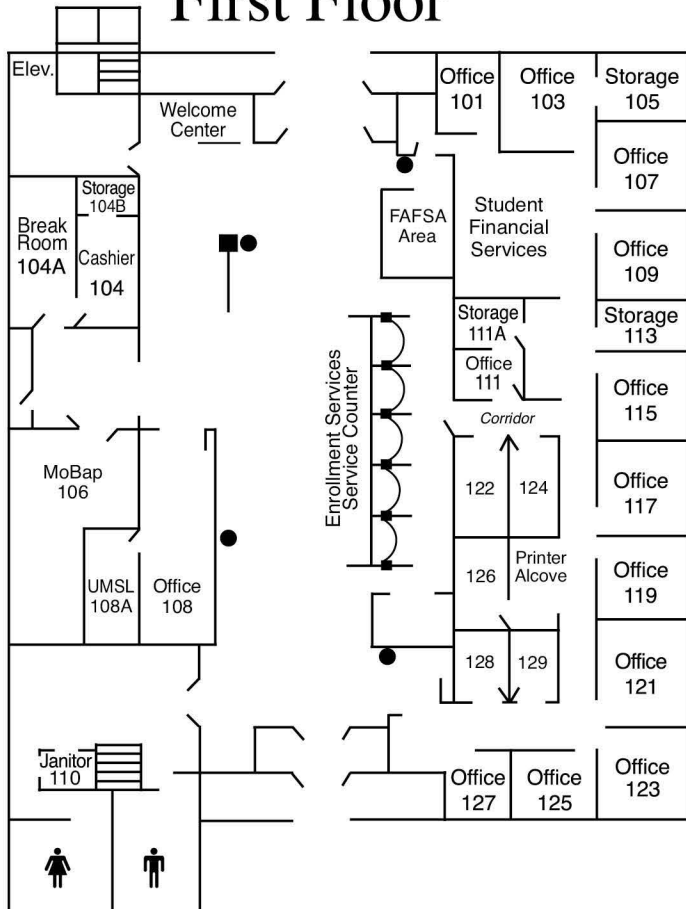 First Floor
Elev.
Welcome
Center
Office
101
Office
103
Storage
105
Office
107
Storage
104B
Break
Room
104A
Cashier
104
FAFSA
Area
Student
Financial
Services
Office
109
Storage
111A
Storage
113
Office
111
Enrollment Services
Service Counter
Corridor
Office
115
MoBap
106
122
124
Office
117
UMSL
108A
Office
108
126
Printer
Alcove
Office
119
128
129
Office
121
Janitor
110
Office
127
Office
125
Office
123